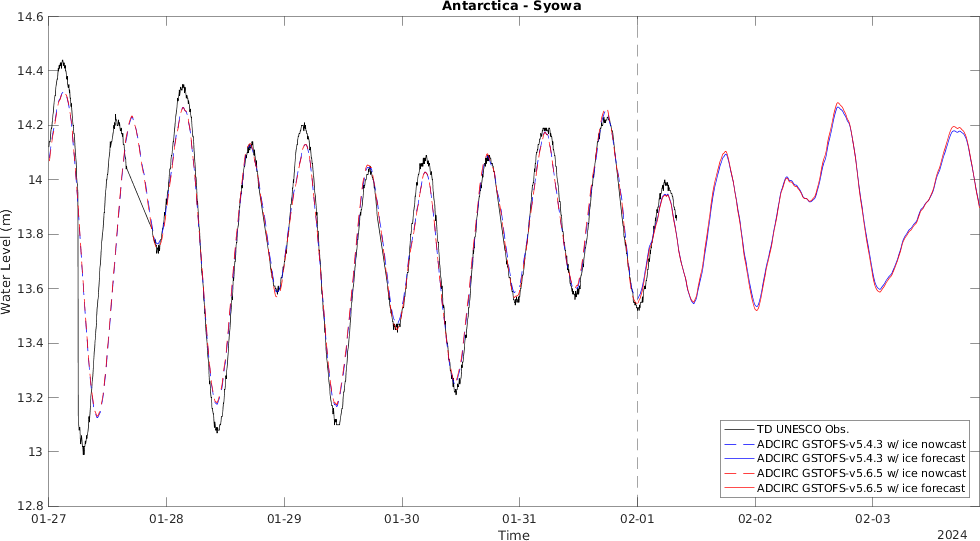 Antarctica - Syowa
Water Level (m)
14.6
14.4
14.2
14
13.8
13.6
13.4
13.2
13
12.8
TD UNESCO Obs.
ADCIRC GSTOFS-v5.4.3 w/ ice nowcast
ADCIRC GSTOFS-v5.4.3 w/ ice forecast
ADCIRC GSTOFS-v5.6.5 w/ ice nowcast
ADCIRC GSTOFS-v5.6.5 w/ ice forecast
01-27 01-28 01-29 01-30 01-31 02-01 02-02 02-03
Time
2024